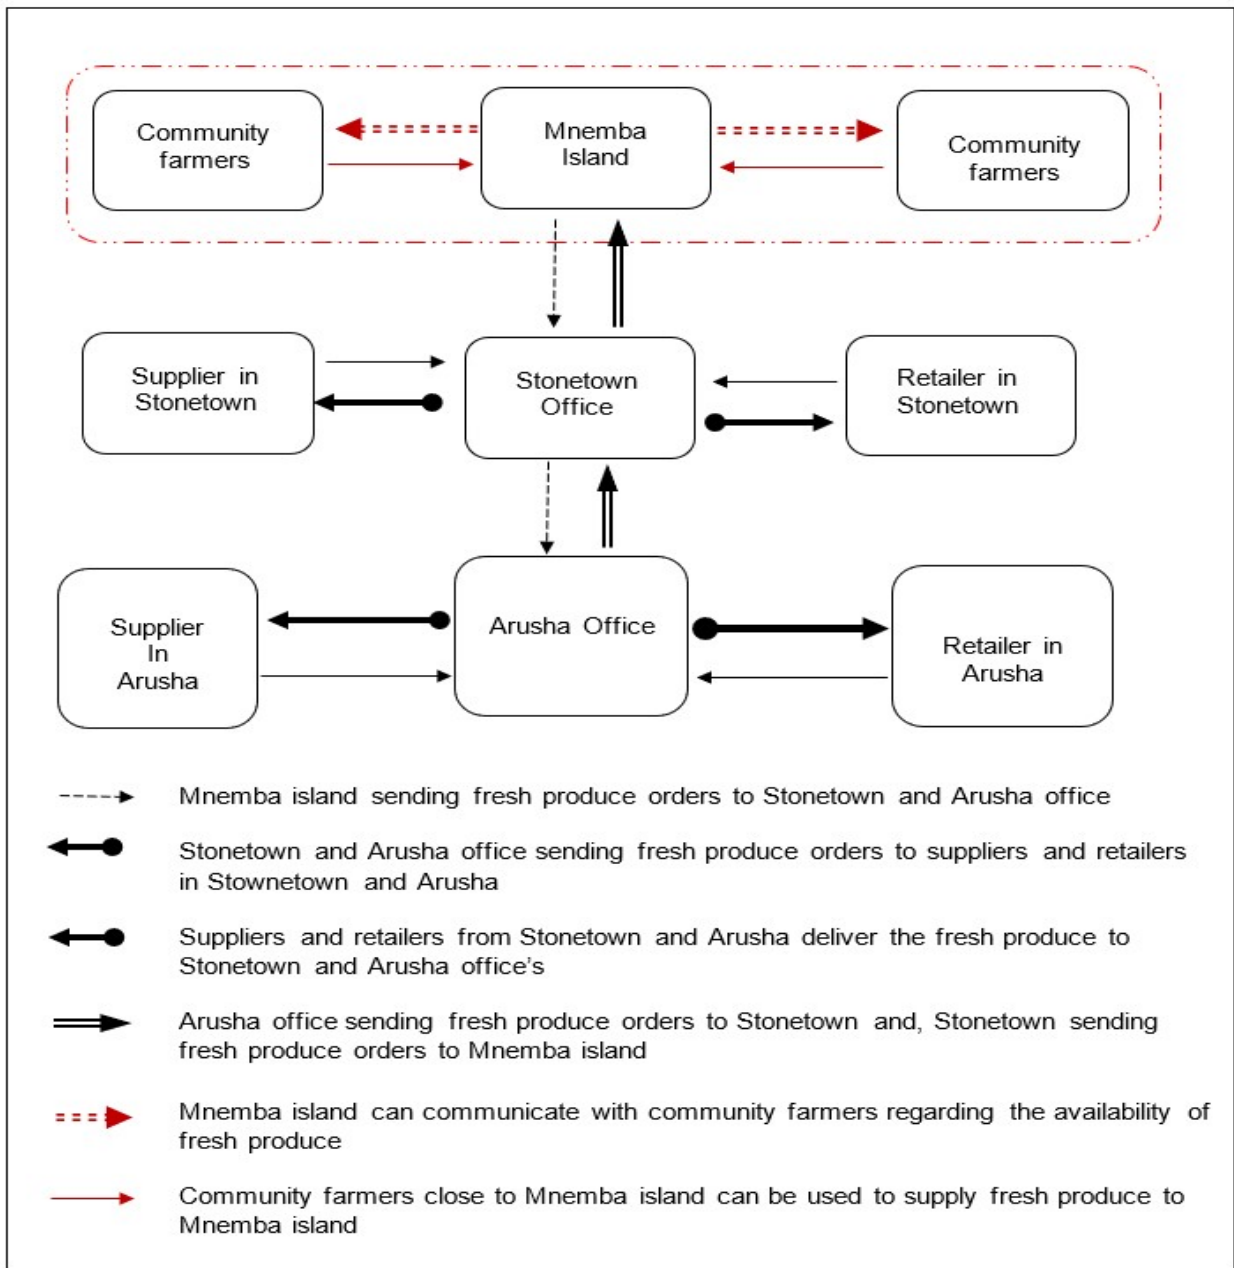 Community
farmers
Mnemba
Island
Community
farmers
Supplier in
Stonetown
Stonetown
Office
Retailer in
Stonetown
Supplier
In
Arusha
Arusha Office
Retailer in
Arusha
Mnemba island sending fresh produce orders to Stonetown and Arusha office
Stonetown and Arusha office sending fresh produce orders to suppliers and retailers
in Stownetown and Arusha
Suppliers and retailers from Stonetown and Arusha deliver the fresh produce to
Stonetown and Arusha office's
Arusha office sending fresh produce orders to Stonetown and, Stonetown sending
fresh produce orders to Mnemba island
Mnemba island can communicate with community farmers regarding the availability of
fresh produce
Community farmers close to Mnemba island can be used to supply fresh produce to
Mnemba island